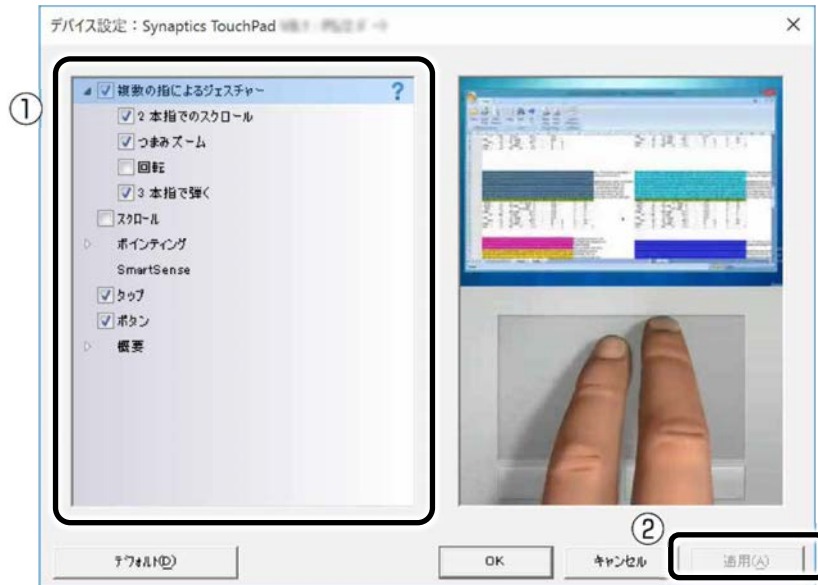 デバイス設定：Synaptics TouchPad
×
①
複数の指によるジェスチャー ?
2 本指でのスクロール
つまみズーム
回転
3 本指で弾く
スクロール
ポインティング
SmartSense
タップ
ボタン
概要
②
デフォルト(D)
OK
キャンセル
適用(A)